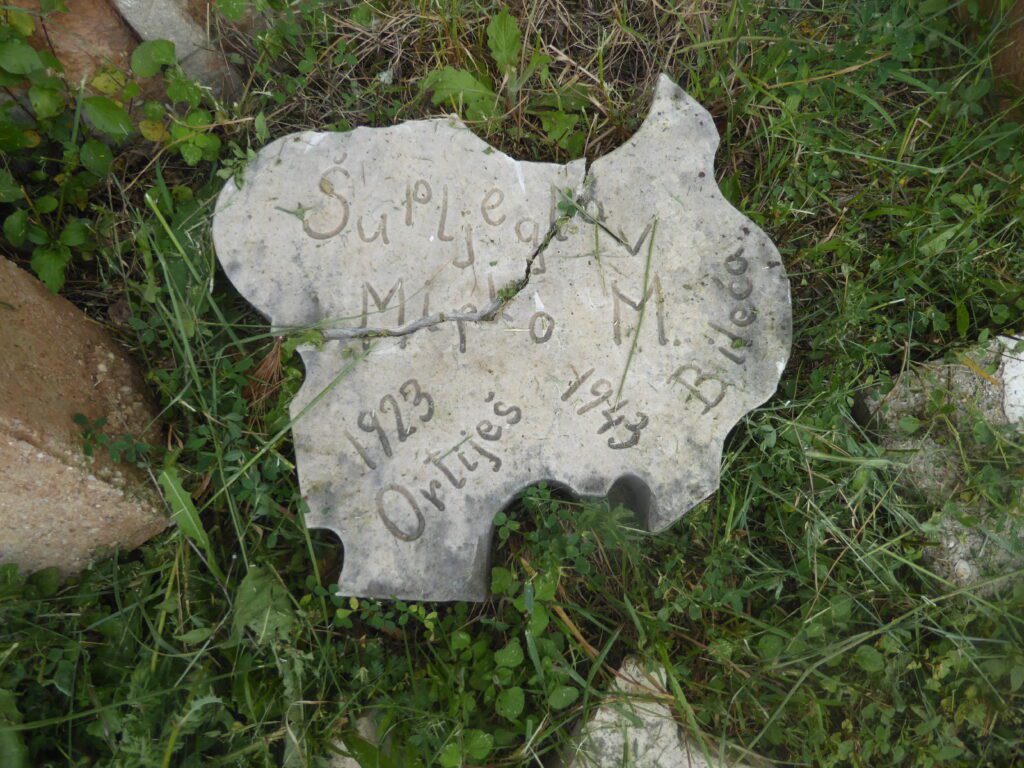 Šupljeglav
Mirko M.
1923 1943
Ortiješ Bileća